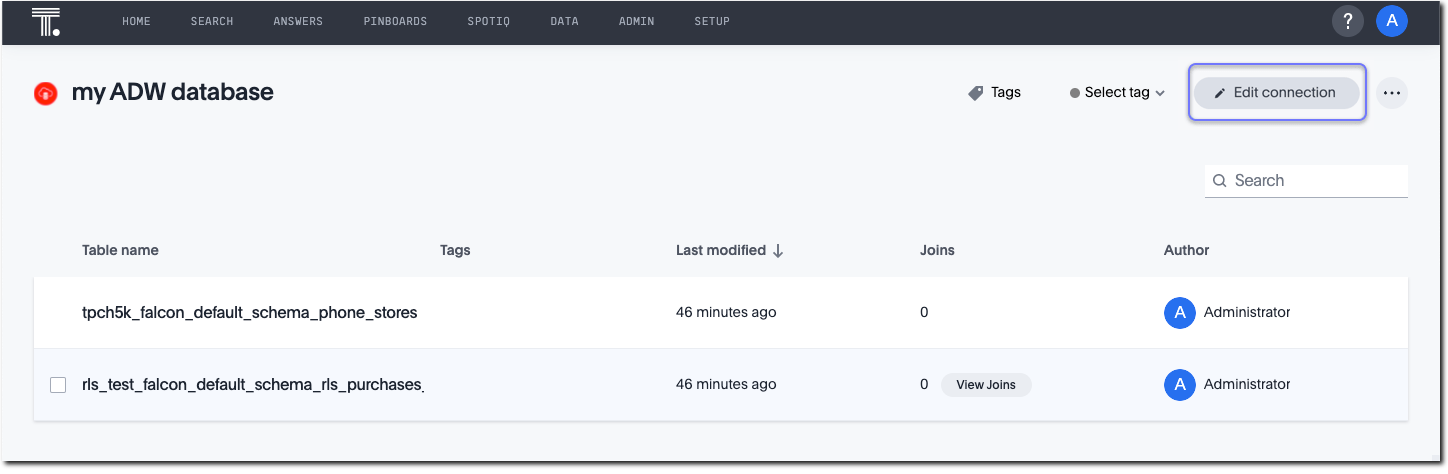 T. HOME SEARCH ANSWERS PINBOARDS SPOTIQ DATA ADMIN SETUP ? A
my ADW database Tags Select tag Edit connection ...
Search
Table name Tags Last modified ↓ Joins Author
tpch5k_falcon_default_schema_phone_stores 46 minutes ago 0 A Administrator
rls_test_falcon_default_schema_rls_purchases_ 46 minutes ago 0 View Joins A Administrator